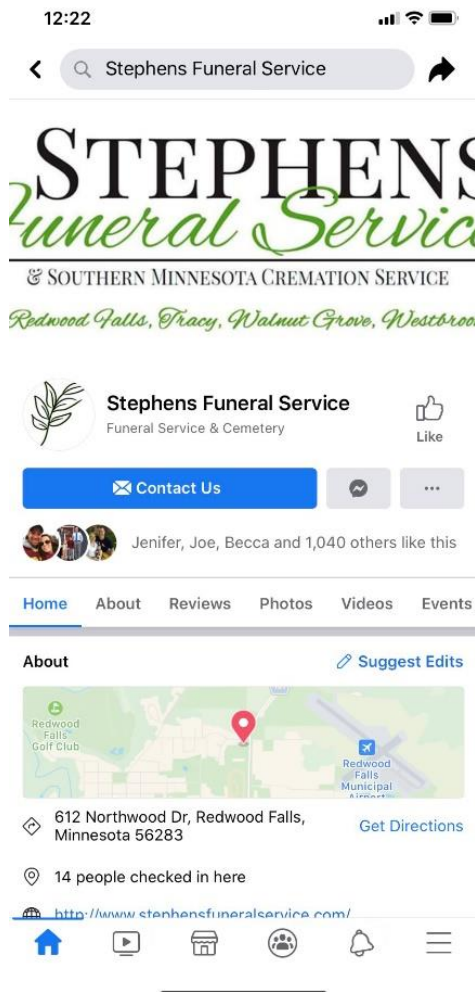 12:22
Stephens Funeral Service
STEPHENS
Funeral Service
& SOUTHERN MINNESOTA CREMATION SERVICE
Redwood Falls, Tracy, Walnut Grove, Westbroo
Stephens Funeral Service
Funeral Service & Cemetery
Like
Contact Us
Jenifer, Joe, Becca and 1,040 others like this
Home About Reviews Photos Videos Events
About Suggest Edits
Redwood
Falls
Golf Club
Redwood
Falls
Municipal
Airport
612 Northwood Dr, Redwood Falls,
Minnesota 56283
Get Directions
14 people checked in here
http://www.stephensfuneralservice.com/